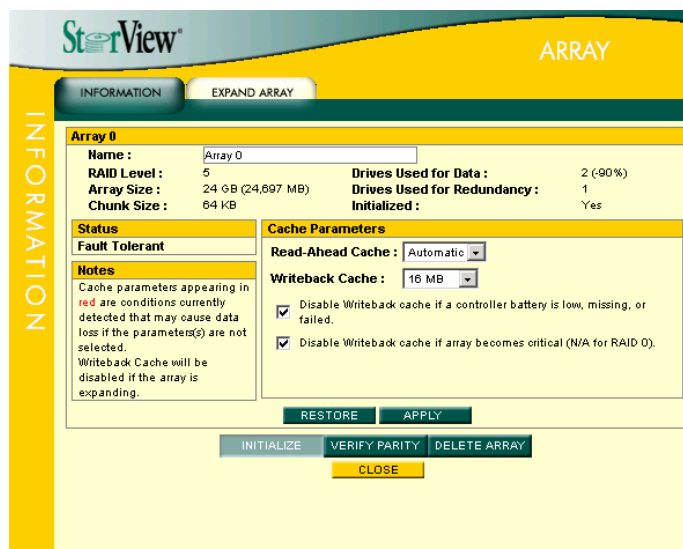 StorView®
ARRAY
INFORMATION
EXPAND ARRAY
INFORMATION
Array 0
Name : Array 0
RAID Level : 5 Drives Used for Data : 2 (-90%)
Array Size : 24 GB (24,697 MB) Drives Used for Redundancy : 1
Chunk Size : 64 KB Initialized : Yes
Status
Fault Tolerant
Notes
Cache parameters appearing in
red are conditions currently
detected that may cause data
loss if the parameters(s) are not
selected.
Writeback Cache will be
disabled if the array is
expanding.
Cache Parameters
Read-Ahead Cache : Automatic
Writeback Cache : 16 MB
Disable Writeback cache if a controller battery is low, missing, or
failed.
Disable Writeback cache if array becomes critical (N/A for RAID 0).
RESTORE APPLY
INITIALIZE VERIFY PARITY DELETE ARRAY
CLOSE